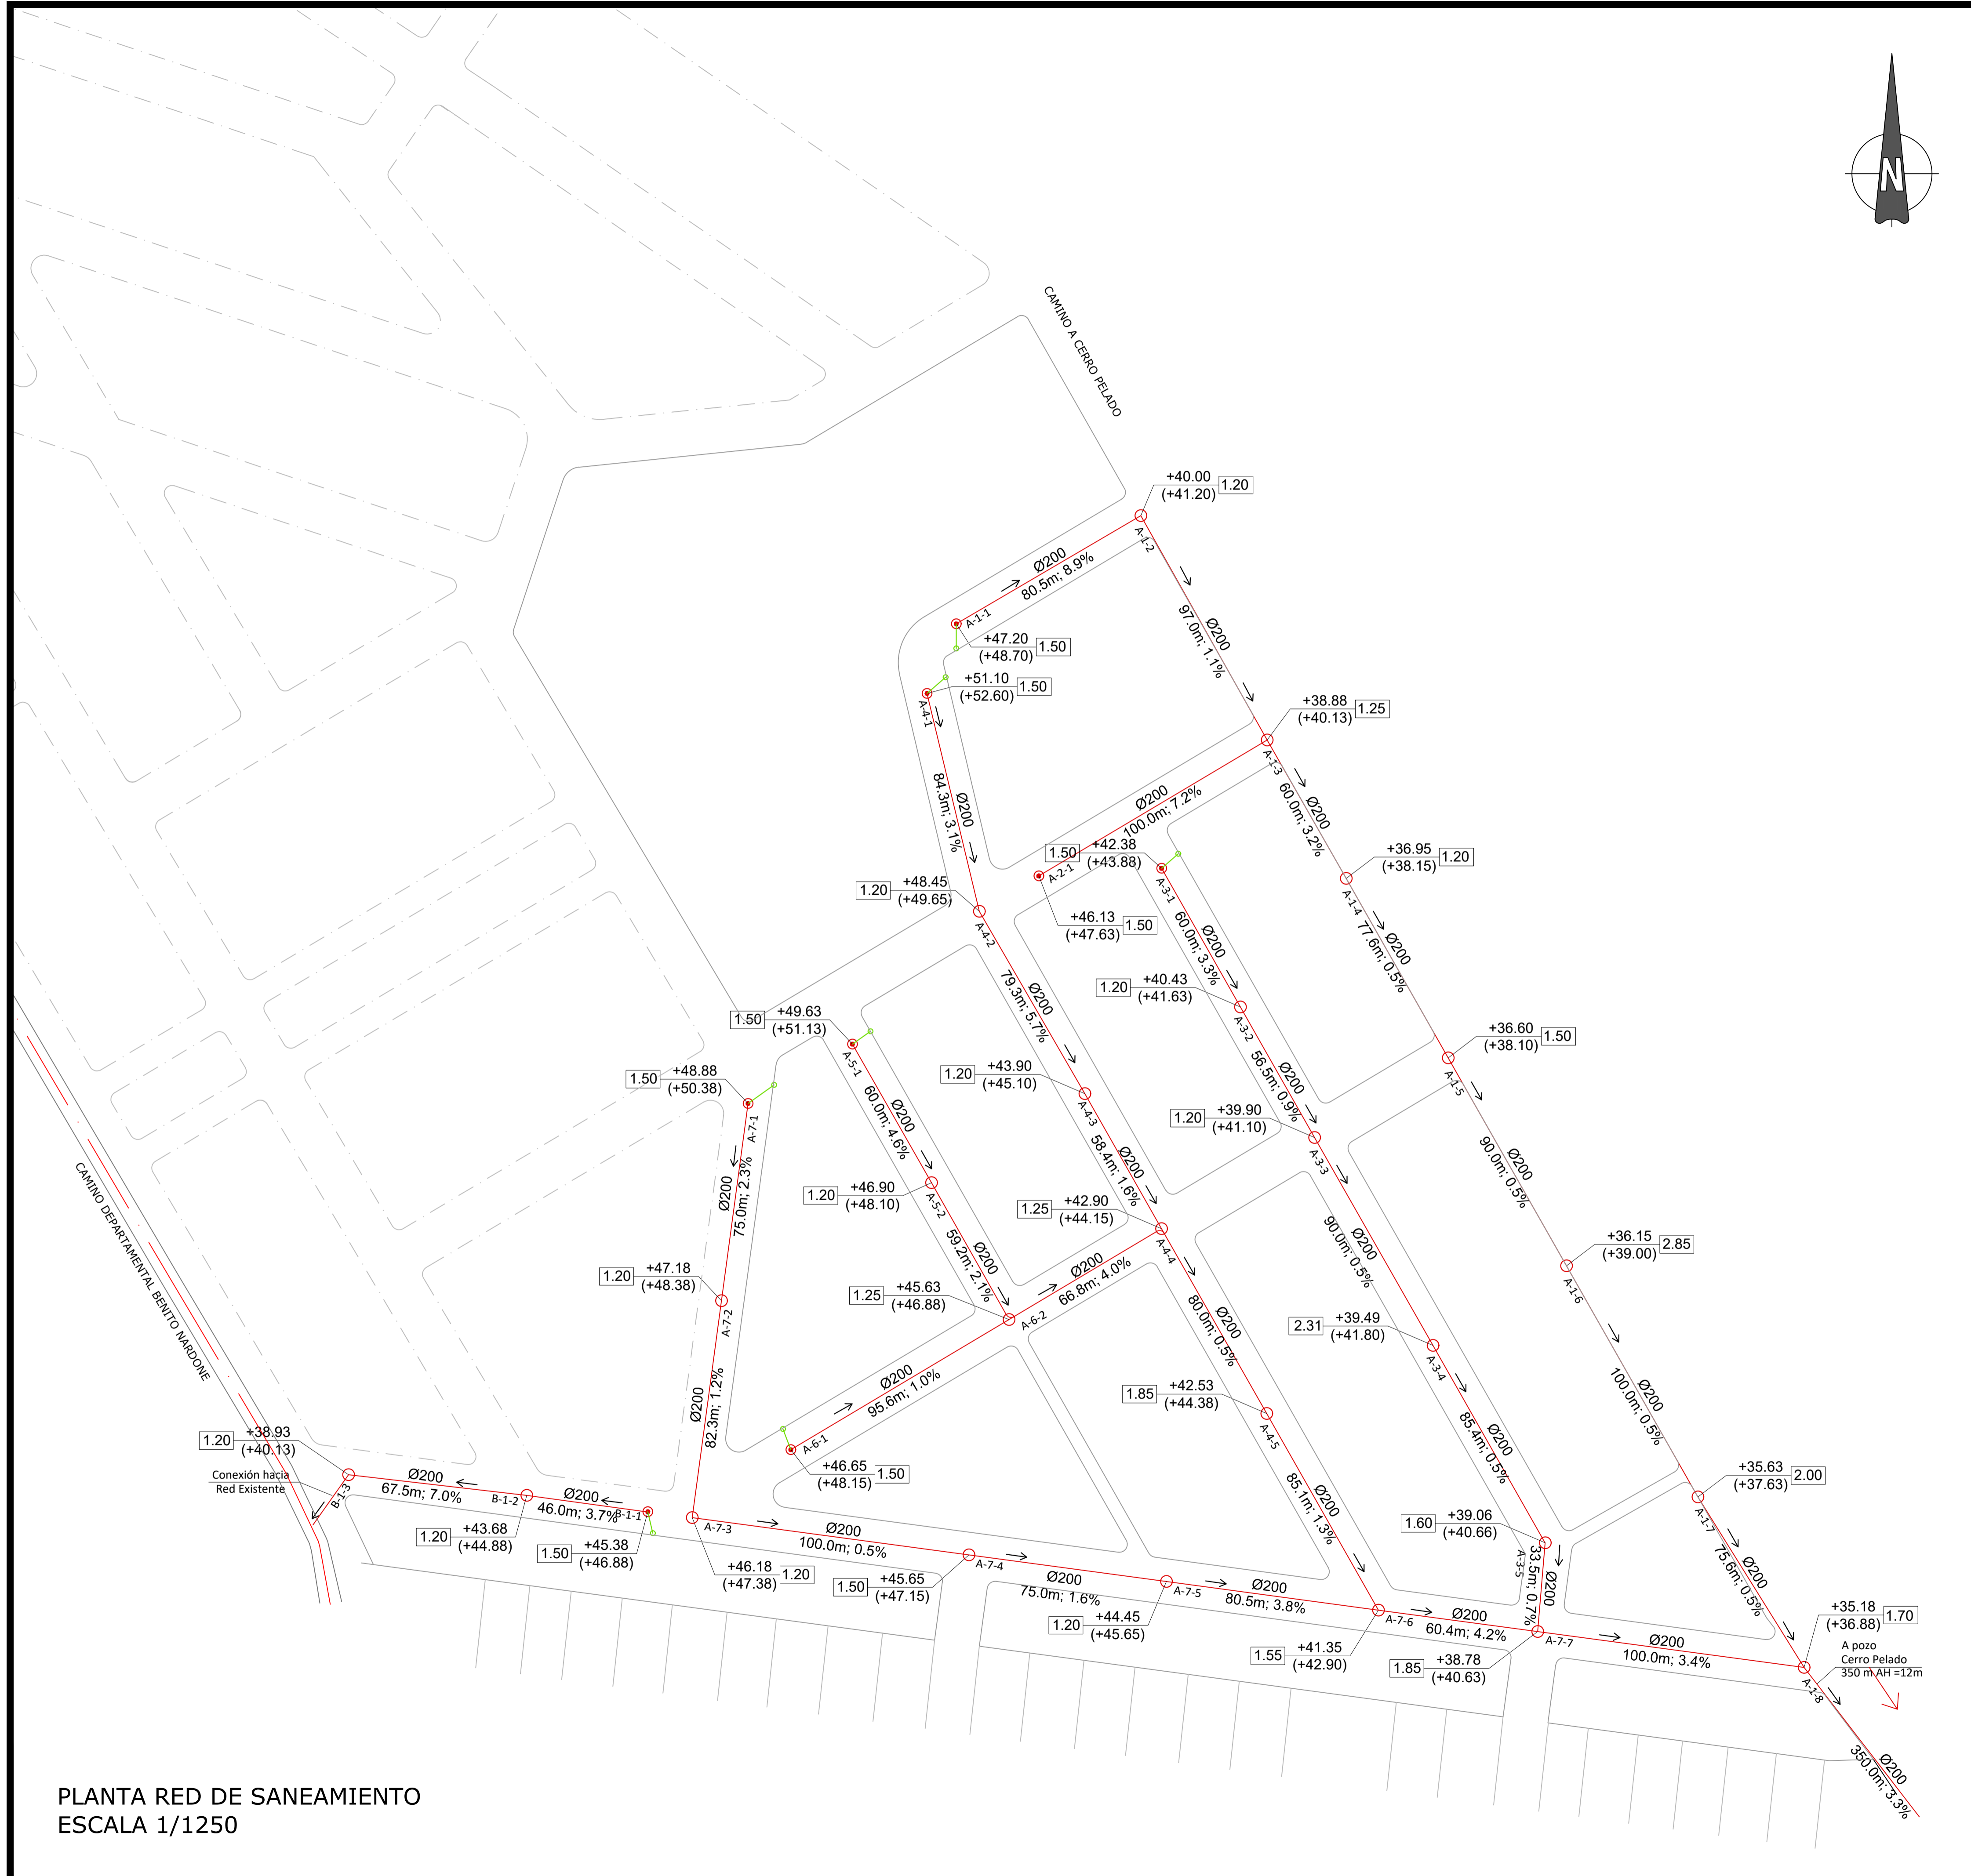 N
CAMINO A CERRO PELADO
+40.00
(+41.20)
1.20
A-1-2
Ø200
80.5m; 8.9%
A-1-1
+47.20
(+48.70)
1.50
Ø200
97.0m; 1.1%
+51.10
(+52.60)
1.50
A-4-1
+38.88
(+40.13)
1.25
A-1-3
Ø200
84.3m; 3.1%
Ø200
100.0m; 7.2%
Ø200
60.0m; 3.2%
1.50
+42.38
(+43.88)
A-2-1
A-3-1
+36.95
(+38.15)
1.20
A-1-4
1.20
+48.45
(+49.65)
A-4-2
+46.13
(+47.63)
1.50
Ø200
60.0m; 3.3%
Ø200
77.6m; 0.5%
1.20
+40.43
(+41.63)
A-3-2
Ø200
79.3m; 5.7%
1.50
+49.63
(+51.13)
A-5-1
+36.60
(+38.10)
1.50
A-1-5
1.50
+48.88
(+50.38)
A-7-1
1.20
+43.90
(+45.10)
A-4-3
Ø200
56.5m; 0.9%
1.20
+39.90
(+41.10)
A-3-3
Ø200
60.0m; 4.6%
Ø200
58.4m; 1.6%
Ø200
90.0m; 0.5%
Ø200
75.0m; 2.3%
1.20
+46.90
(+48.10)
A-5-2
1.25
+42.90
(+44.15)
A-4-4
Ø200
90.0m; 0.5%
CAMINO DEPARTAMENTAL BENITO NARDONE
1.20
+47.18
(+48.38)
A-7-2
Ø200
59.2m; 2.1%
Ø200
66.8m; 4.0%
+36.15
(+39.00)
2.85
A-1-6
1.25
+45.63
(+46.88)
A-6-2
Ø200
80.0m; 0.5%
2.31
+39.49
(+41.80)
A-3-4
Ø200
82.3m; 1.2%
Ø200
95.6m; 1.0%
A-6-1
+46.65
(+48.15)
1.50
1.85
+42.53
(+44.38)
A-4-5
Ø200
100.0m; 0.5%
Ø200
85.4m; 0.5%
1.20
+38.93
(+40.13)
Conexión hacia
Red Existente
B-1-3
Ø200
67.5m; 7.0%
B-1-2
Ø200
46.0m; 3.7%
B-1-1
1.20
+43.68
(+44.88)
1.50
+45.38
(+46.88)
A-7-3
+46.18
(+47.38)
1.20
Ø200
100.0m; 0.5%
A-7-4
1.50
+45.65
(+47.15)
Ø200
75.0m; 1.6%
A-7-5
1.20
+44.45
(+45.65)
Ø200
80.5m; 3.8%
Ø200
85.1m; 1.3%
A-7-6
1.55
+41.35
(+42.90)
1.60
+39.06
(+40.66)
A-3-5
Ø200
33.5m; 0.7%
Ø200
60.4m; 4.2%
A-7-7
1.85
+38.78
(+40.63)
Ø200
100.0m; 3.4%
+35.63
(+37.63)
2.00
A-1-7
Ø200
75.6m; 0.5%
+35.18
(+36.88)
1.70
A-1-8
A pozo
Cerro Pelado
350 m AH =12m
Ø200
350.0m; 3.3%
PLANTA RED DE SANEAMIENTO
ESCALA 1/1250